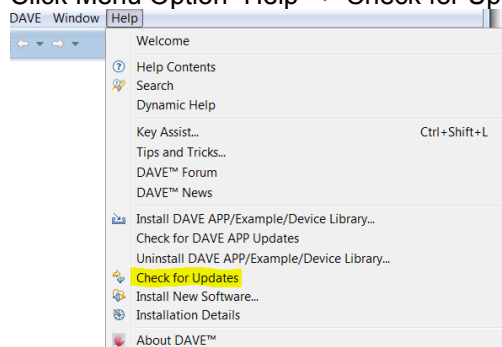 Click Menu Option "Help -> Check for Up
DAVE Window Help
Welcome
Help Contents
Search
Dynamic Help
Key Assist... Ctrl+Shift+L
Tips and Tricks...
DAVE™ Forum
DAVE™ News
Install DAVE APP/Example/Device Library...
Check for DAVE APP Updates
Uninstall DAVE APP/Example/Device Library...
Check for Updates
Install New Software...
Installation Details
About DAVE™